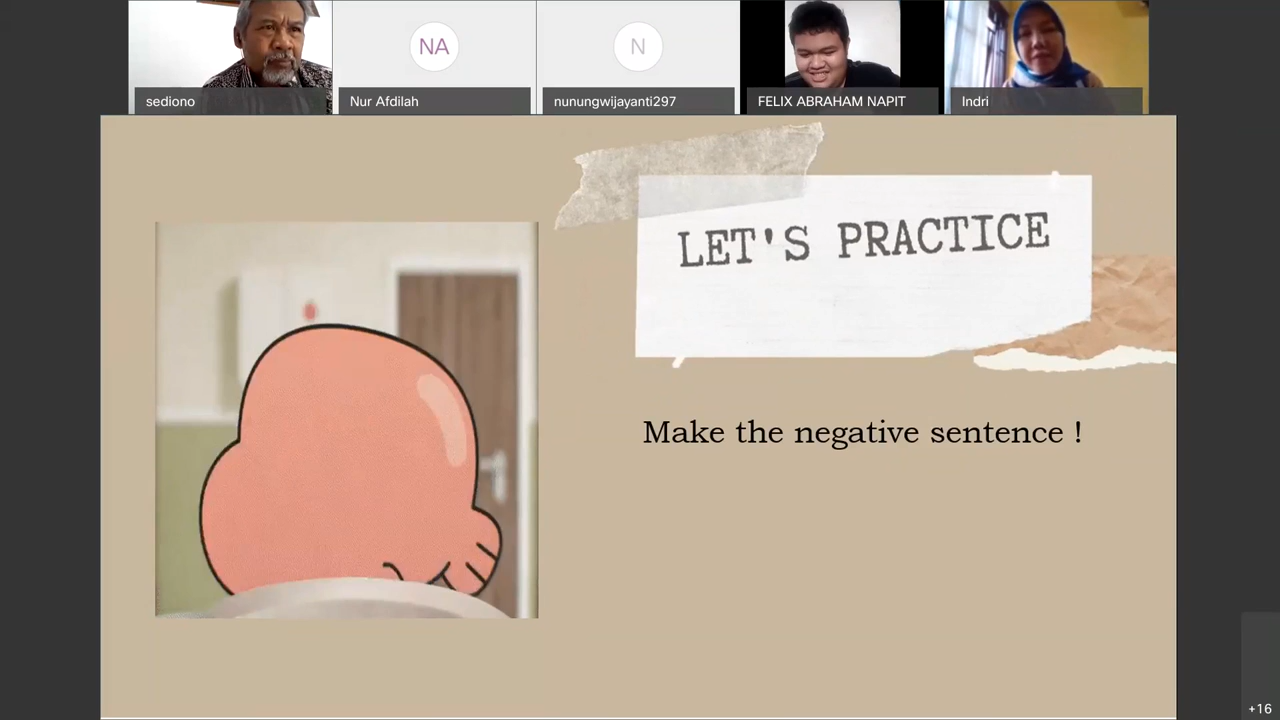 NA
N
sediono
Nur Afdilah
nunungwijayanti297
FELIX ABRAHAM NAPIT
Indri
LET'S PRACTICE
Make the negative sentence !
+16